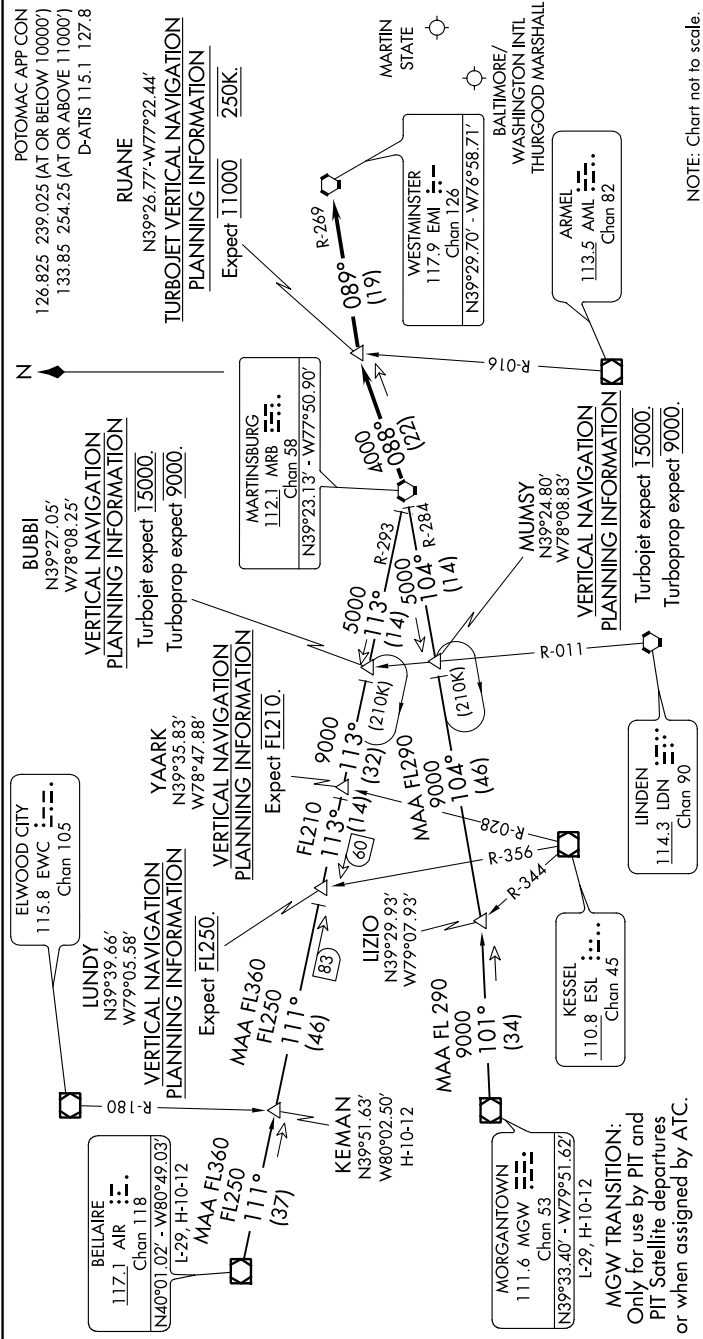 POTOMAC APP CON
126.825 239.025 (AT OR BELOW 10000')
133.85 254.25 (AT OR ABOVE 11000')
D-ATIS 115.1 127.8
N
ELWOOD CITY
115.8 EWC
Chan 105
BELLAIRE
117.1 AIR
Chan 118
N40°01.02' - W80°49.03'
L-29, H-10-12
MAA FL360
FL250
111°
(37)
R-180
KEMAN
N39°51.63'
W80°02.50'
H-10-12
MAA FL360
FL250
111°
(46)
83
LUNDY
N39°39.66'
W79°05.58'
VERTICAL NAVIGATION
PLANNING INFORMATION
Expect FL250.
FL210
113°
(14)
60
YAARK
N39°35.83'
W78°47.88'
VERTICAL NAVIGATION
PLANNING INFORMATION
Expect FL210.
9000
113°
(32)
(210K)
BUBBI
N39°27.05'
W78°08.25'
VERTICAL NAVIGATION
PLANNING INFORMATION
Turbojet expect 15000.
Turboprop expect 9000.
5000
113°
(14)
R-293
MARTINSBURG
112.1 MRB
Chan 58
N39°23.13' - W77°50.90'
4000
088°
(22)
RUANE
N39°26.77'-W77°22.44'
TURBOJET VERTICAL NAVIGATION
PLANNING INFORMATION
Expect 11000 250K.
089°
(19)
R-269
WESTMINSTER
117.9 EMI
Chan 126
N39°29.70' - W76°58.71'
MARTIN
STATE
BALTIMORE/
WASHINGTON INTL
THURGOOD MARSHALL
ARMEL
113.5 AML
Chan 82
R-016
MORGANTOWN
111.6 MGW
Chan 53
N39°33.40' - W79°51.62'
L-29, H-10-12
MAA FL 290
9000
101°
(34)
LIZIO
N39°29.93'
W79°07.93'
R-344
R-356
R-028
KESSEL
110.8 ESL
Chan 45
MAA FL290
9000
104°
(46)
(210K)
5000
104°
(14)
R-284
MUMSY
N39°24.80'
W78°08.83'
VERTICAL NAVIGATION
PLANNING INFORMATION
Turbojet expect 15000.
Turboprop expect 9000.
R-011
LINDEN
114.3 LDN
Chan 90
MGW TRANSITION:
Only for use by PIT and
PIT Satellite departures
or when assigned by ATC.
NOTE: Chart not to scale.